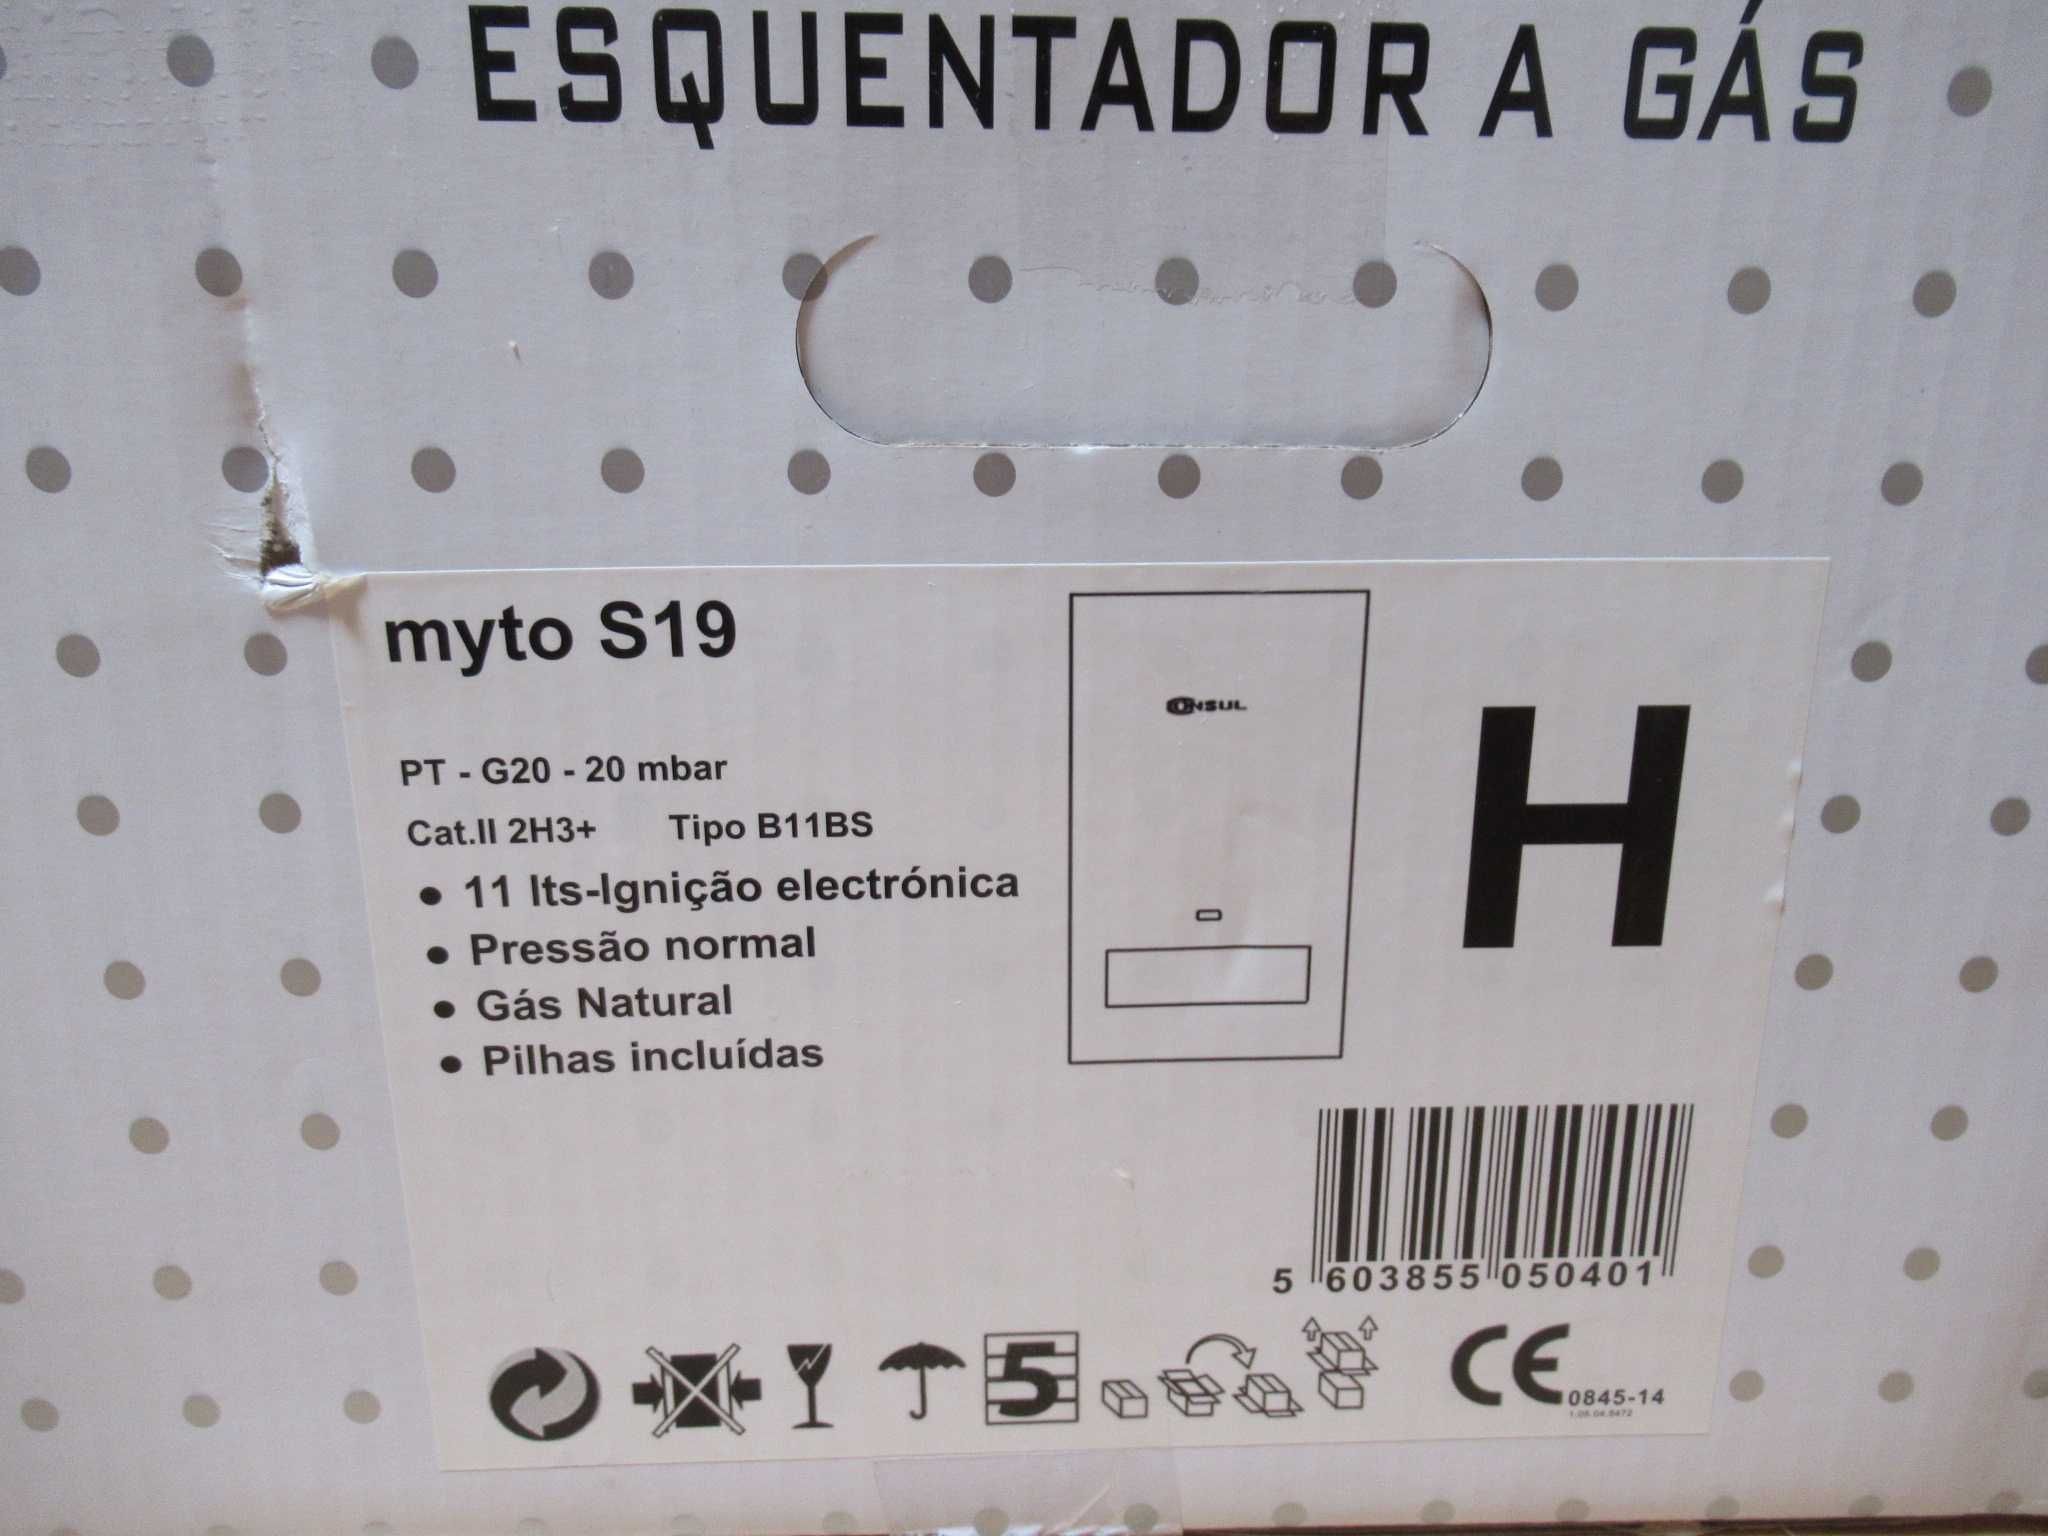 ESQUENTADOR A GÁS
myto S19
CONSUL
H
PT - G20 - 20 mbar
Cat.II 2H3+ Tipo B11BS
• 11 lts-Ignição electrónica
• Pressão normal
• Gás Natural
• Pilhas incluídas
5 603855 050401
5
CE 0845-14